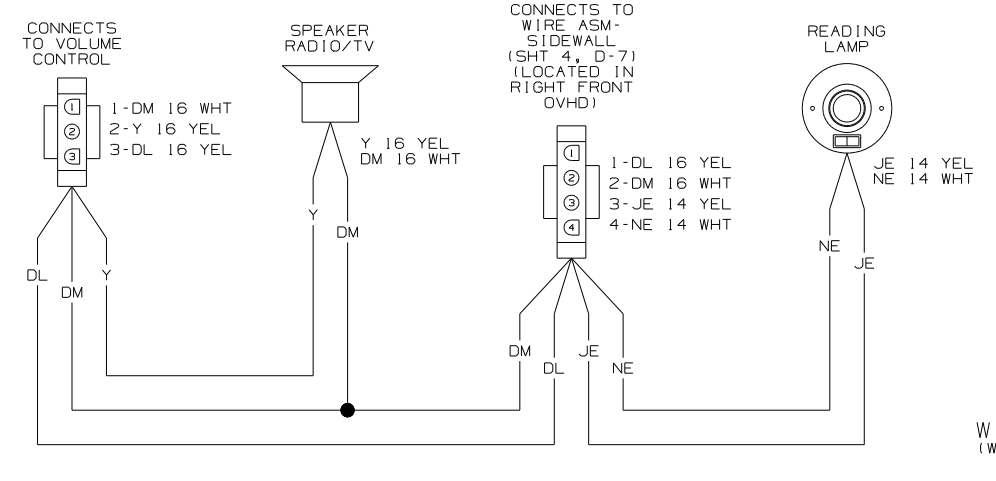 CONNECTS
TO VOLUME
CONTROL
1
2
3
1-DM 16 WHT
2-Y 16 YEL
3-DL 16 YEL
DL
DM
Y
SPEAKER
RADIO/TV
Y 16 YEL
DM 16 WHT
Y
DM
CONNECTS TO
WIRE ASM-
SIDEWALL
(SHT 4, D-7)
(LOCATED IN
RIGHT FRONT
OVHD)
1
2
3
4
1-DL 16 YEL
2-DM 16 WHT
3-JE 14 YEL
4-NE 14 WHT
DM
DL
JE
NE
READING
LAMP
JE 14 YEL
NE 14 WHT
NE
JE
W
(W